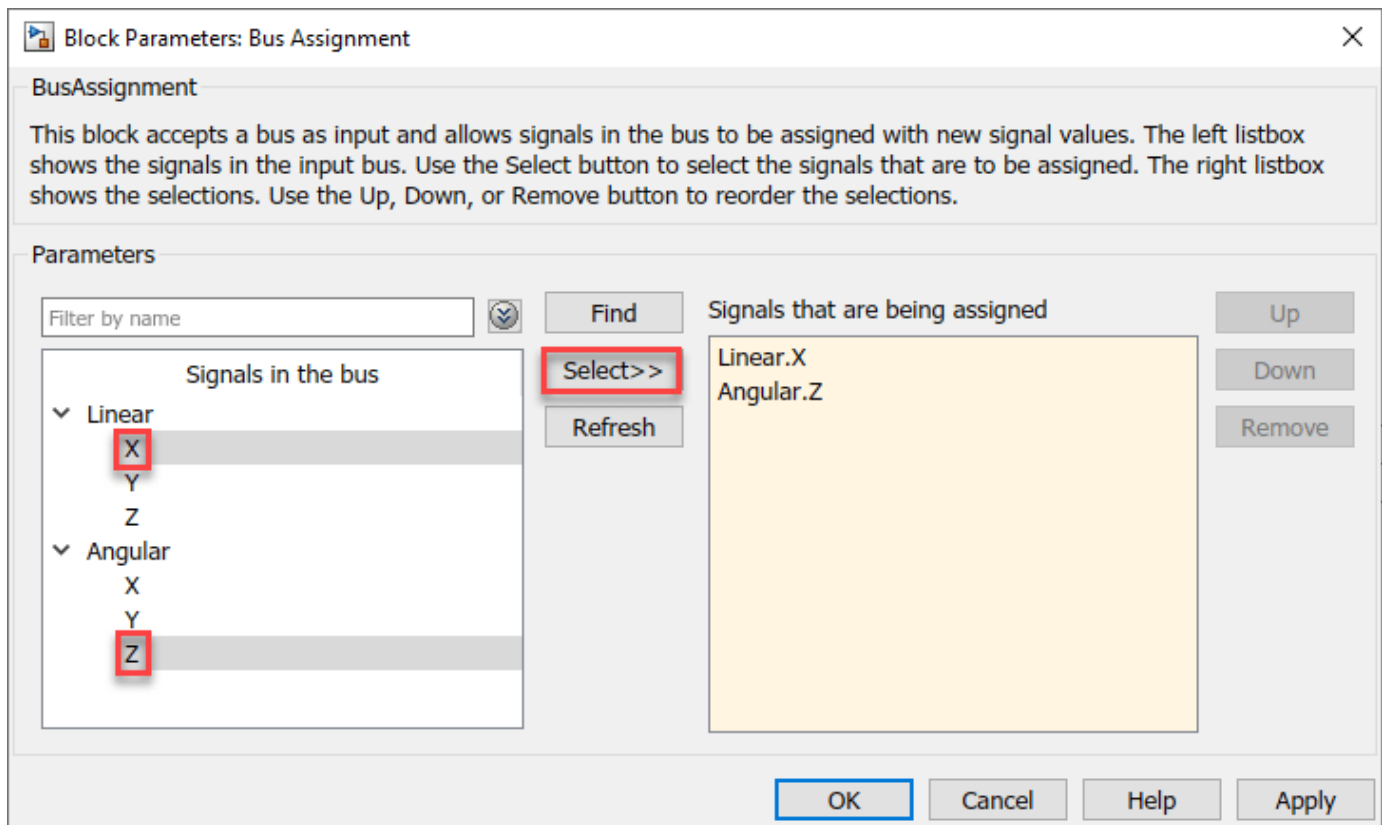 Block Parameters: Bus Assignment
BusAssignment
This block accepts a bus as input and allows signals in the bus to be assigned with new signal values. The left listbox
shows the signals in the input bus. Use the Select button to select the signals that are to be assigned. The right listbox
shows the selections. Use the Up, Down, or Remove button to reorder the selections.
Parameters
Filter by name
Find
Select>>
Refresh
Signals in the bus
Linear
X
Y
Z
Angular
X
Y
Z
Signals that are being assigned
Linear.X
Angular.Z
Up
Down
Remove
OK
Cancel
Help
Apply